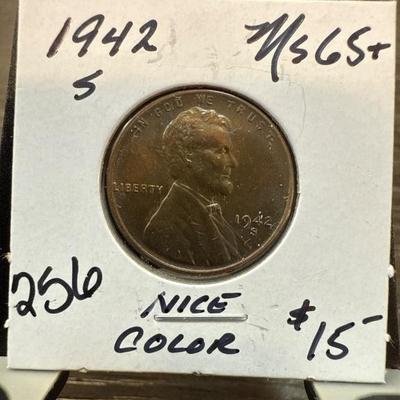 1942 MS65+
S
IN GOD WE TRUST
LIBERTY
1942
S
256
NICE
COLOR
$15-